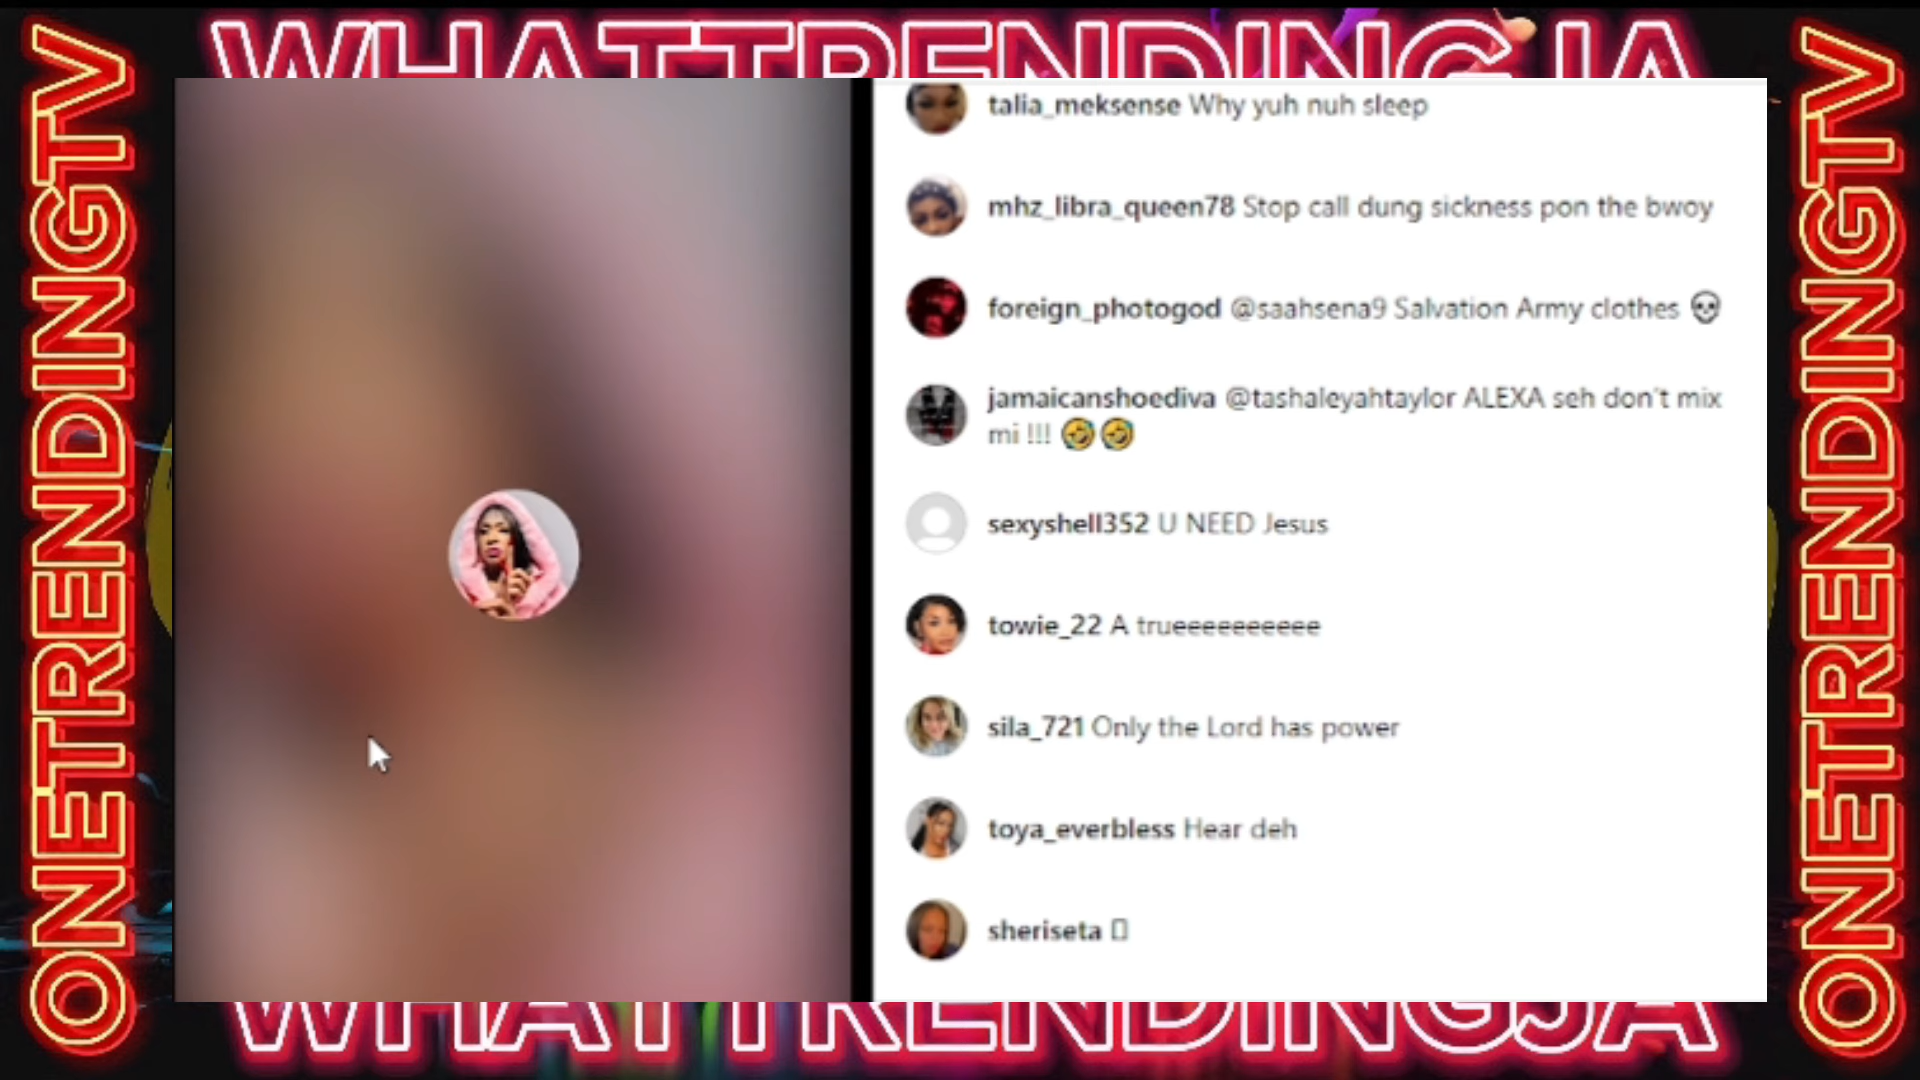 WHATTRENDINGJA
ONETRENDINGTV
talia_meksense Why yuh nuh sleep
mhz_libra_queen78 Stop call dung sickness pon the bwoy
foreign_photogod @saahsena9 Salvation Army clothes 💀
jamaicanshoediva @tashaleyahtaylor ALEXA seh don't mix
mi !!! 🤣🤣
sexyshell352 U NEED Jesus
towie_22 A trueeeeeeeeee
sila_721 Only the Lord has power
toya_everbless Hear deh
sheriseta
ONETRENDINGTV
WHATTRENDINGJA